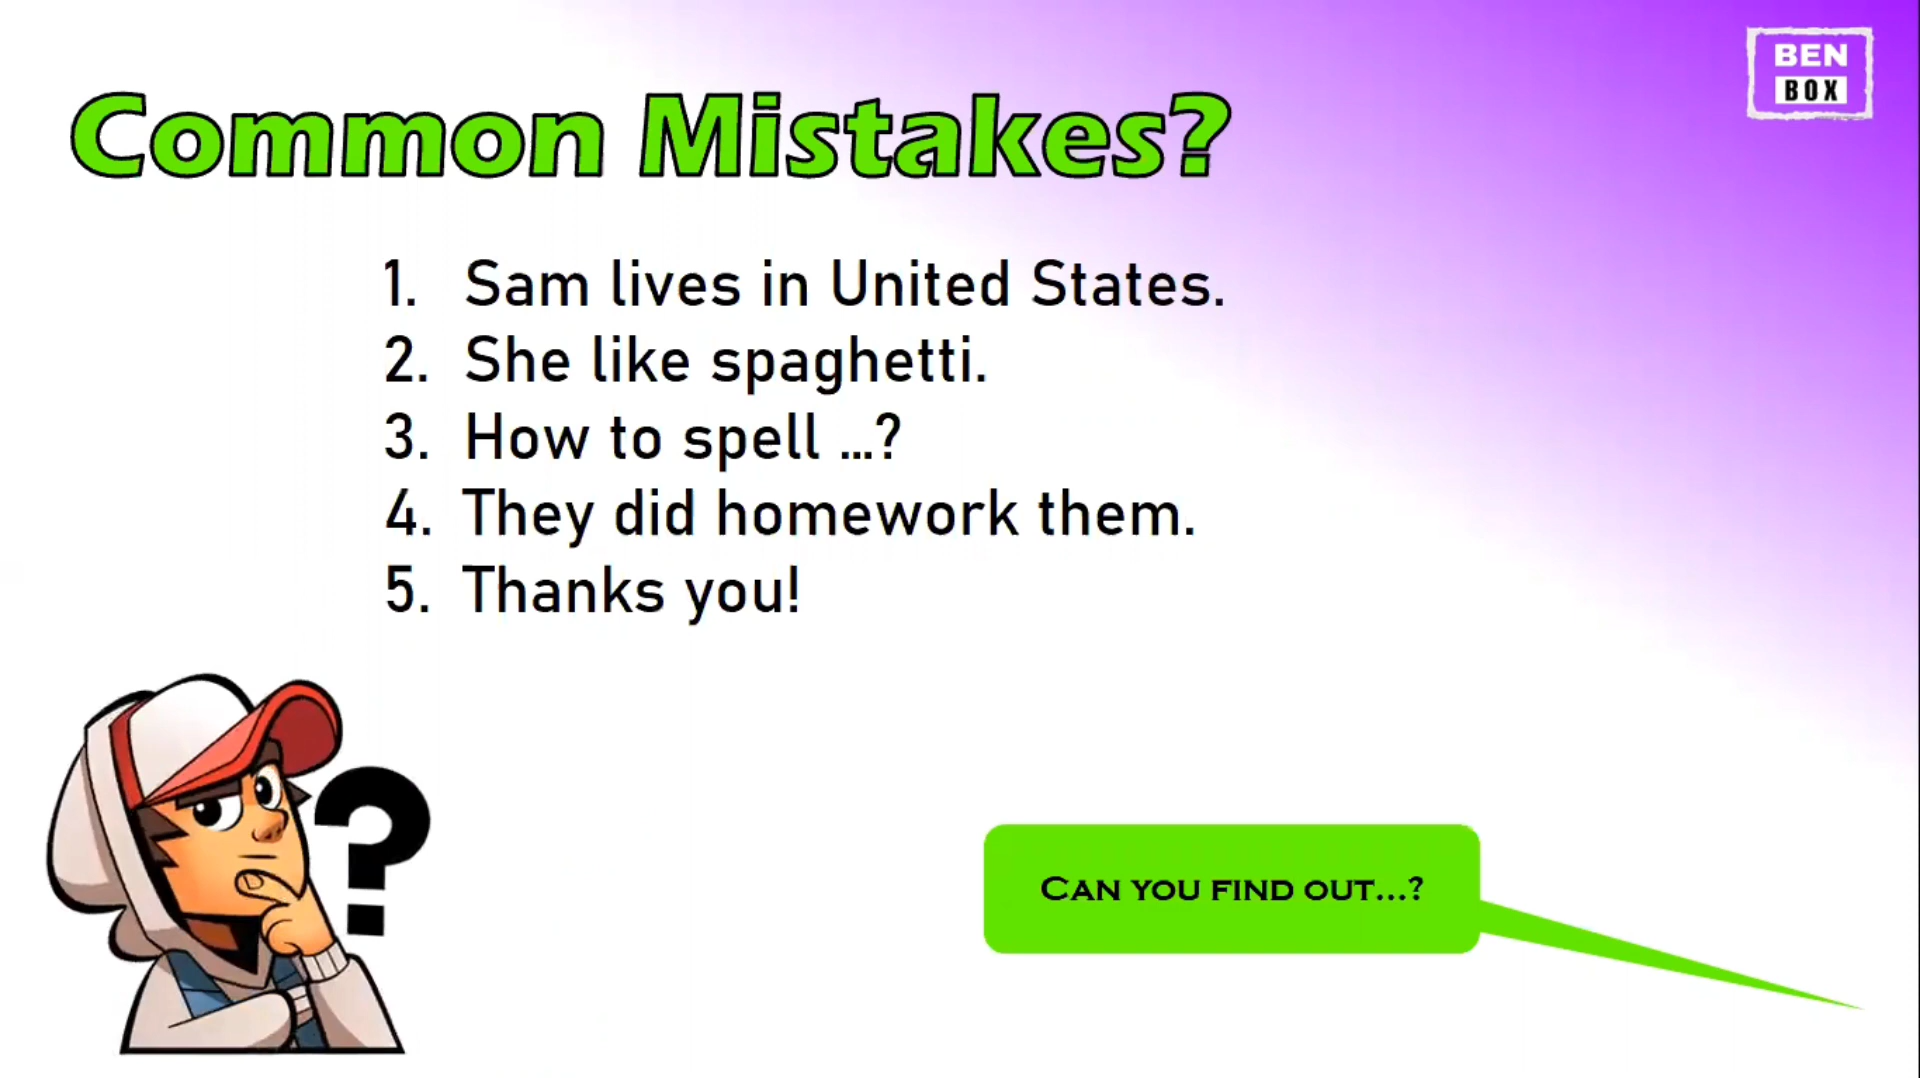 BEN
BOX
Common Mistakes?
1. Sam lives in United States.
2. She like spaghetti.
3. How to spell ...?
4. They did homework them.
5. Thanks you!
?
CAN YOU FIND OUT...?